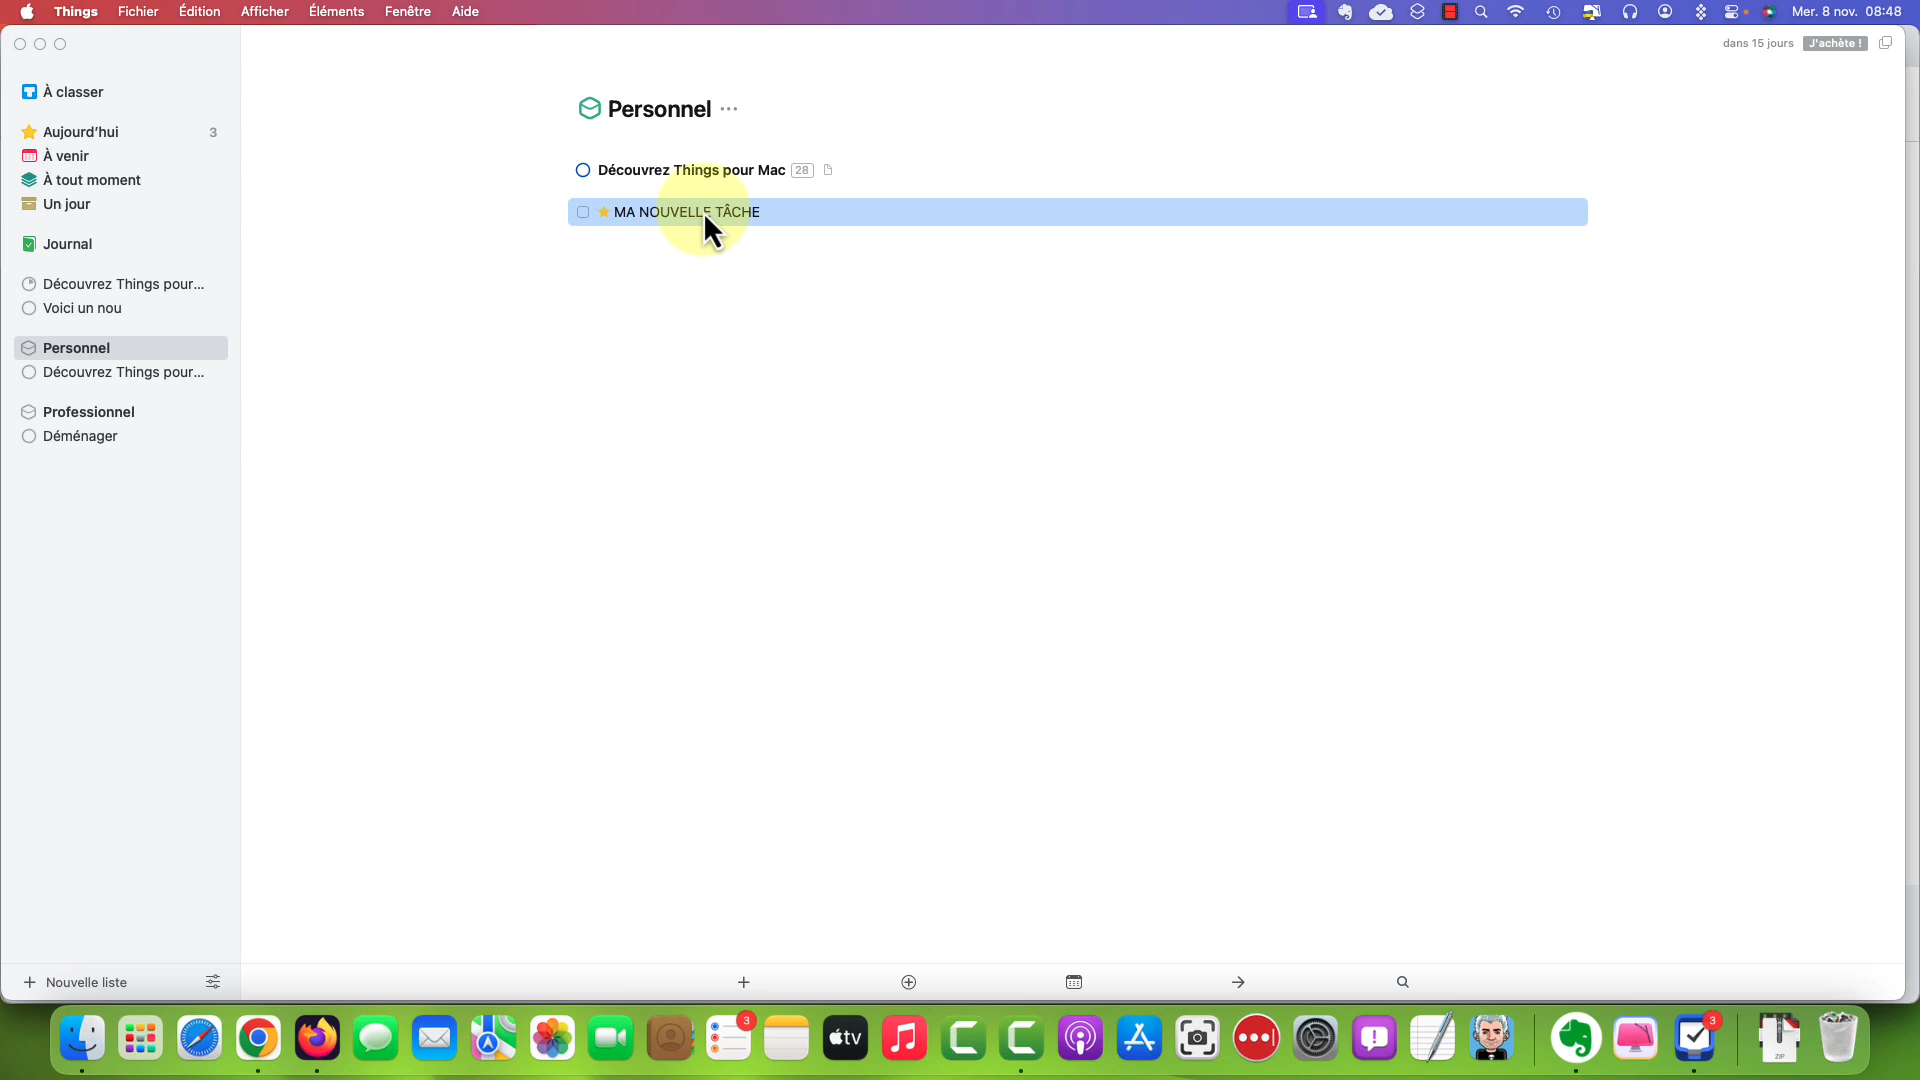 Things Fichier Édition Afficher Éléments Fenêtre Aide Mer. 8 nov. 08:48
dans 15 jours J'achète !
À classer
Aujourd'hui 3
À venir
À tout moment
Un jour
Journal
Découvrez Things pour...
Voici un nou
Personnel
Découvrez Things pour...
Professionnel
Déménager
Personnel ...
Découvrez Things pour Mac 28
MA NOUVELLE TÂCHE
+ Nouvelle liste
3
tv
3
ZIP